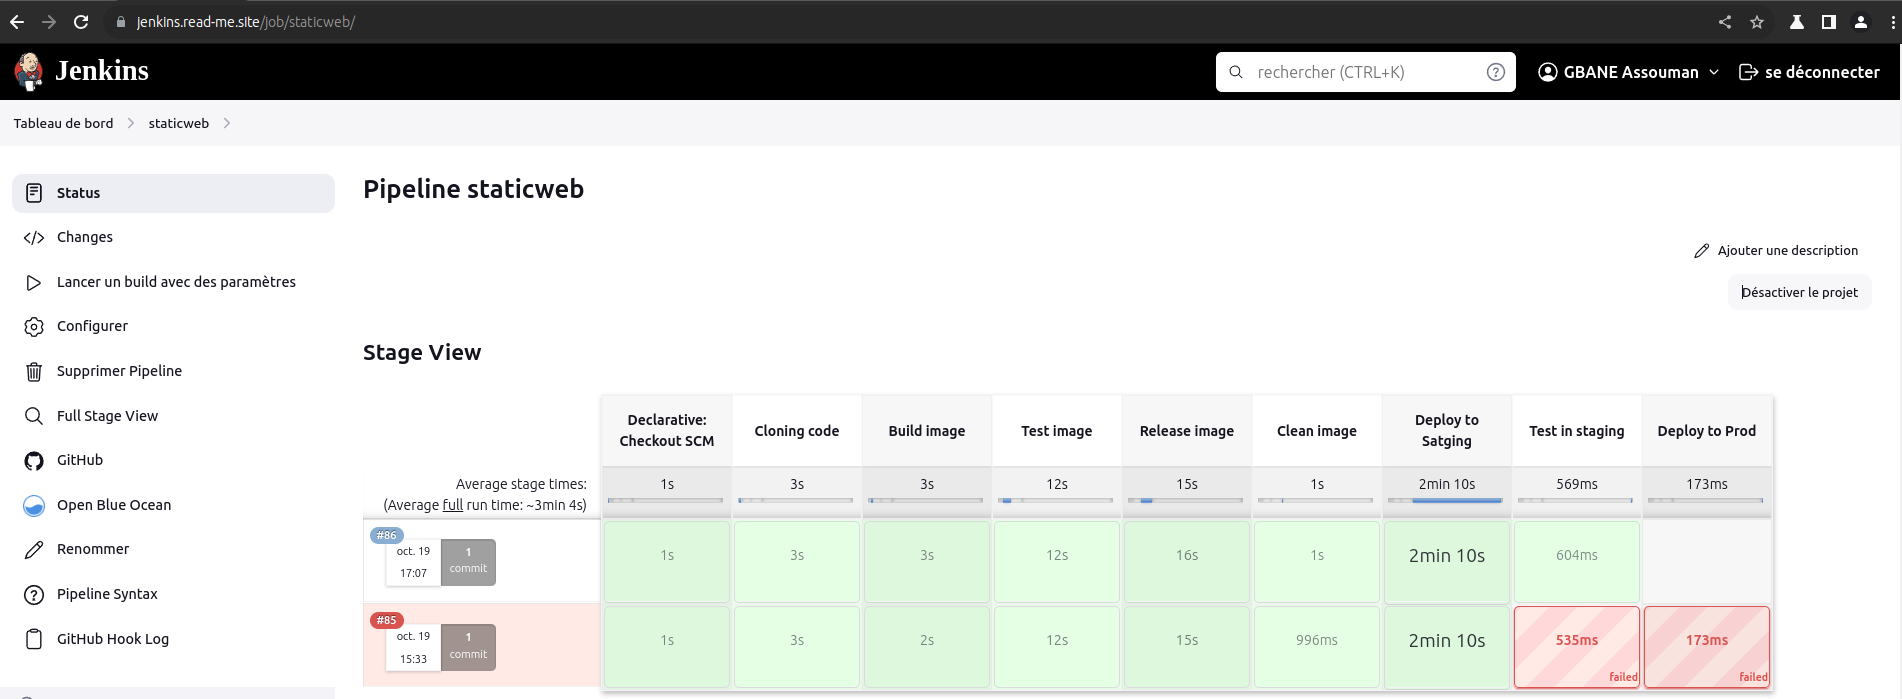 jenkins.read-me.site/job/staticweb/
Jenkins
rechercher (CTRL+K)
GBANE Assouman
se déconnecter
Tableau de bord
staticweb
Status
Changes
Lancer un build avec des paramètres
Configurer
Supprimer Pipeline
Full Stage View
GitHub
Open Blue Ocean
Renommer
Pipeline Syntax
GitHub Hook Log
Pipeline staticweb
Ajouter une description
Désactiver le projet
Stage View
Declarative:
Checkout SCM
Cloning code
Build image
Test image
Release image
Clean image
Deploy to
Satging
Test in staging
Deploy to Prod
Average stage times:
(Average full run time: ~3min 4s)
1s
3s
3s
12s
15s
1s
2min 10s
569ms
173ms
#86
oct. 19
17:07
1
commit
1s
3s
3s
12s
16s
1s
2min 10s
604ms
#85
oct. 19
15:33
1
commit
1s
3s
2s
12s
15s
996ms
2min 10s
535ms
failed
173ms
failed